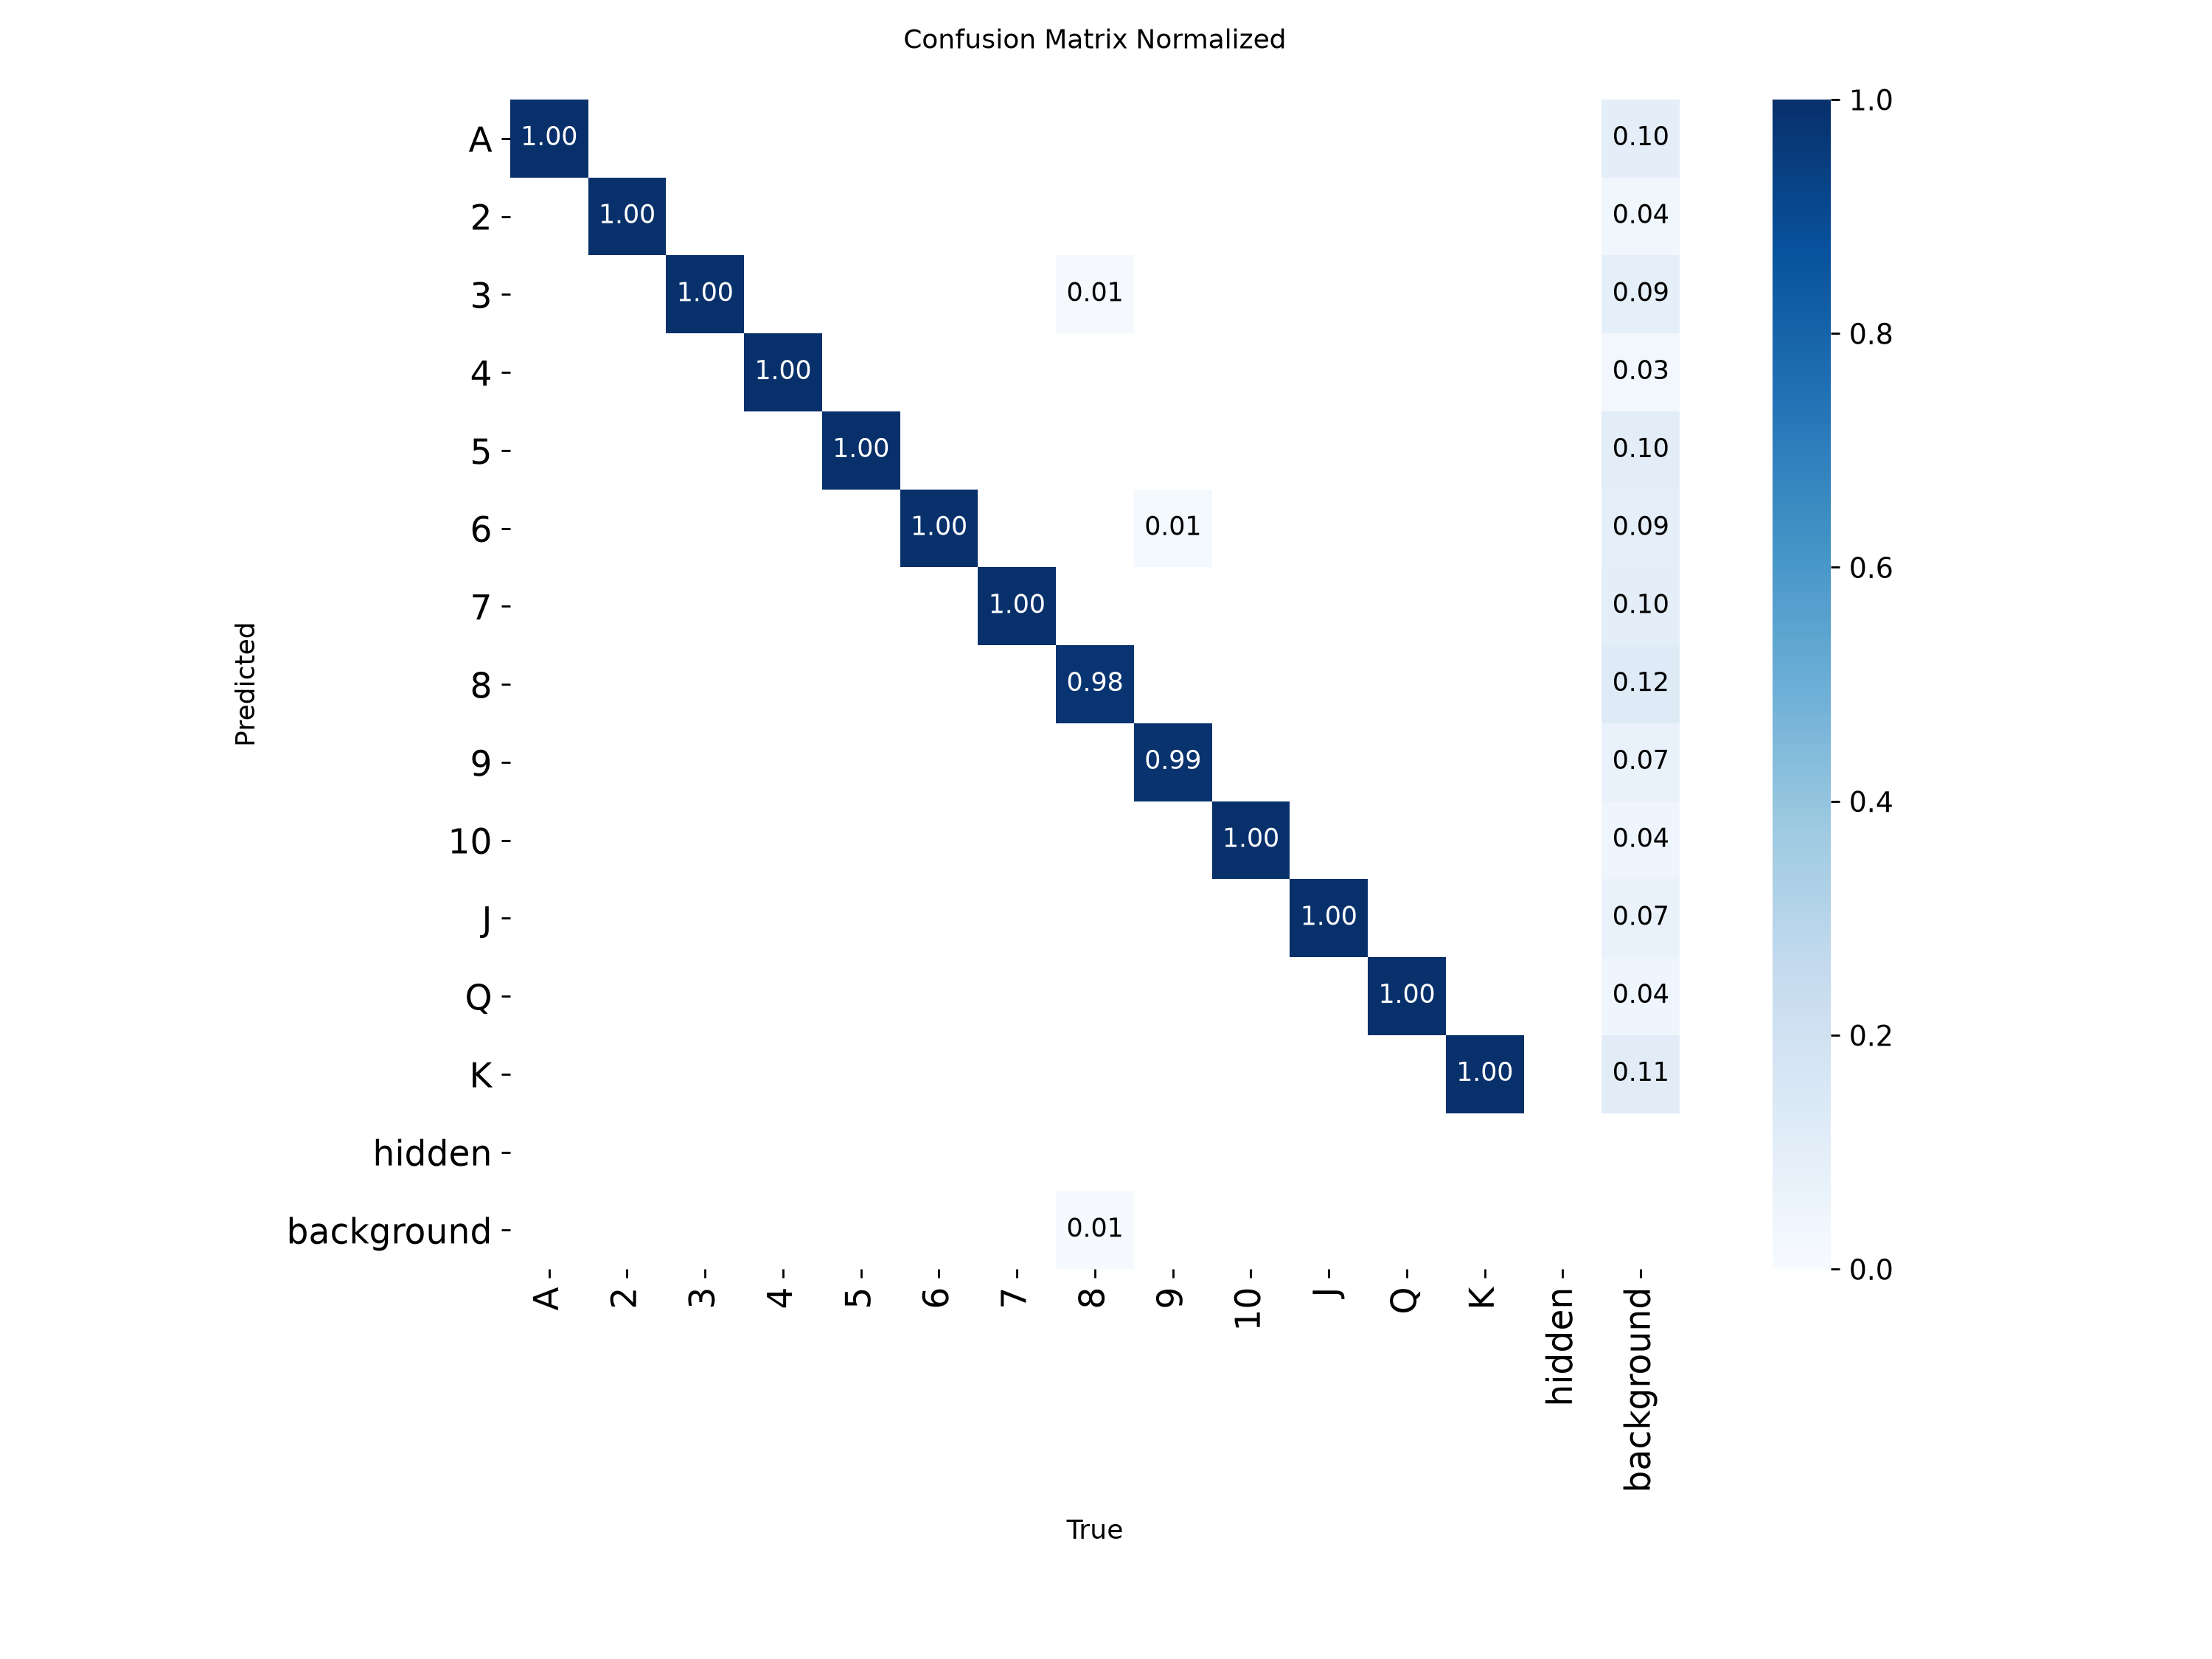 Confusion Matrix Normalized
A 1.00 0.10 1.0
2 1.00 0.04
3 1.00 0.01 0.09
4 1.00 0.03 0.8
5 1.00 0.10
6 1.00 0.01 0.09
0.6
7 1.00 0.10
Predicted
8 0.98 0.12
9 0.99 0.07
10 1.00 0.04 0.4
J 1.00 0.07
Q 1.00 0.04
K 1.00 0.11 0.2
hidden
background 0.01 0.0
A 2 3 4 5 6 7 8 9 10 J Q K hidden background
True